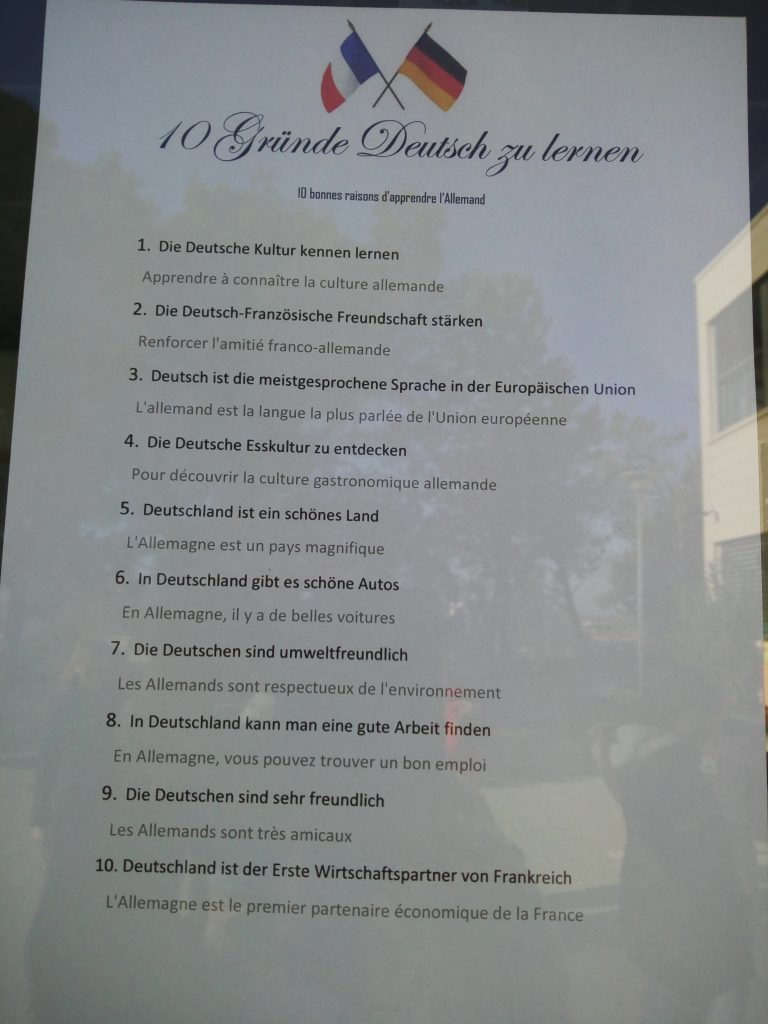 10 Gründe Deutsch zu lernen
10 bonnes raisons d'apprendre l'Allemand
1. Die Deutsche Kultur kennen lernen
Apprendre à connaître la culture allemande
2. Die Deutsch-Französische Freundschaft stärken
Renforcer l'amitié franco-allemande
3. Deutsch ist die meistgesprochene Sprache in der Europäischen Union
L'allemand est la langue la plus parlée de l'Union européenne
4. Die Deutsche Esskultur zu entdecken
Pour découvrir la culture gastronomique allemande
5. Deutschland ist ein schönes Land
L'Allemagne est un pays magnifique
6. In Deutschland gibt es schöne Autos
En Allemagne, il y a de belles voitures
7. Die Deutschen sind umweltfreundlich
Les Allemands sont respectueux de l'environnement
8. In Deutschland kann man eine gute Arbeit finden
En Allemagne, vous pouvez trouver un bon emploi
9. Die Deutschen sind sehr freundlich
Les Allemands sont très amicaux
10. Deutschland ist der Erste Wirtschaftspartner von Frankreich
L'Allemagne est le premier partenaire économique de la France